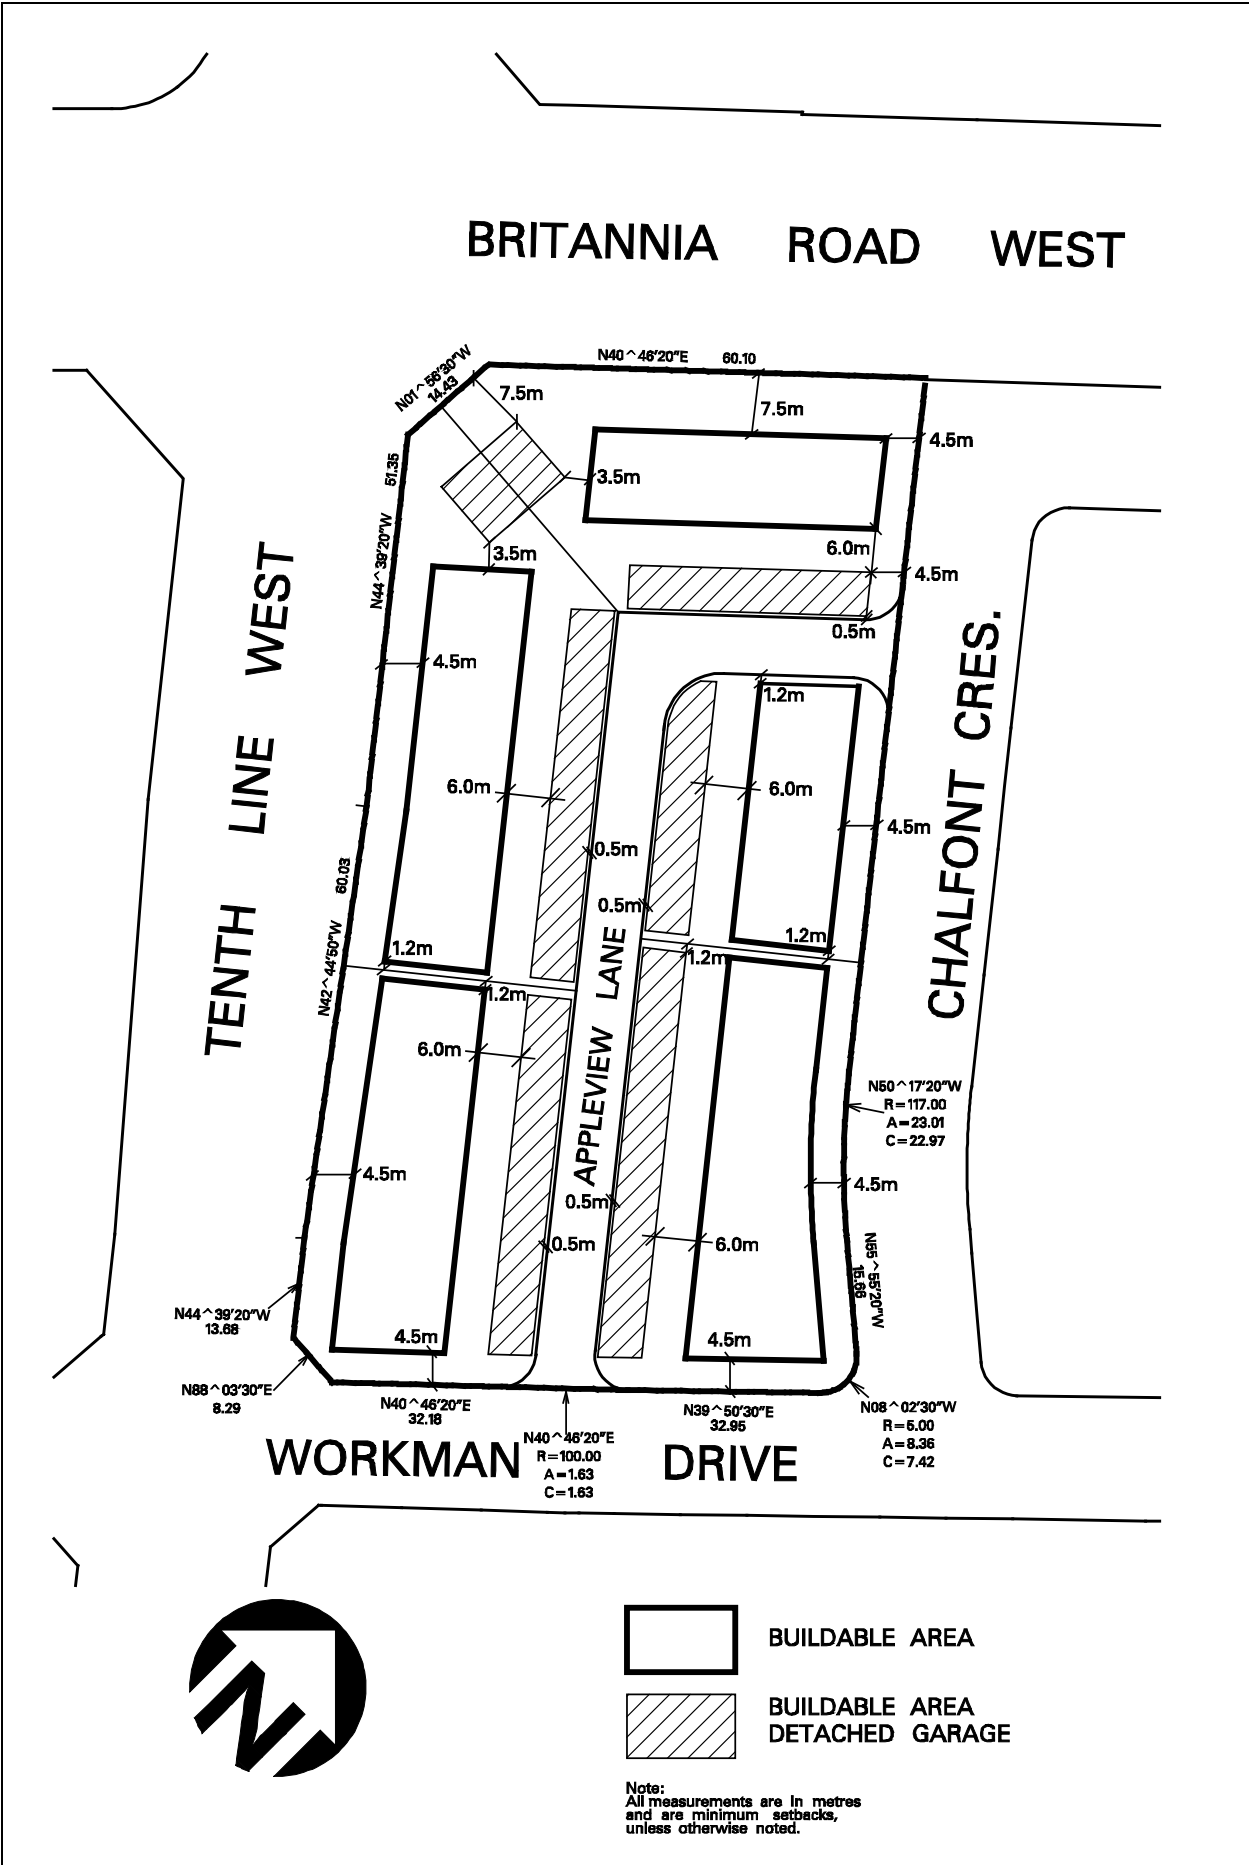 BRITANNIA ROAD WEST
N40^46'20"E 60.10
N01^56'30"W
14.43
7.5m
7.5m
4.5m
51.35
3.5m
N44^39'20"W
3.5m
6.0m
4.5m
0.5m
TENTH LINE WEST
4.5m
1.2m
CHALFONT CRES.
6.0m
6.0m
4.5m
0.5m
60.03
0.5m
1.2m
1.2m
1.2m
1.2m
N42^44'50"W
APPLEVIEW LANE
6.0m
N50^17'20"W
R=117.00
A=23.01
C=22.97
4.5m
4.5m
0.5m
0.5m
6.0m
N55^55'20"W
15.66
N44^39'20"W
13.68
4.5m
4.5m
N88^03'30"E
8.29
N40^46'20"E
32.18
N39^50'30"E
32.95
N08^02'30"W
R=5.00
A=8.36
C=7.42
N40^46'20"E
R=100.00
A=1.63
C=1.63
WORKMAN DRIVE
N
BUILDABLE AREA
BUILDABLE AREA
DETACHED GARAGE
Note:
All measurements are in metres
and are minimum setbacks,
unless otherwise noted.